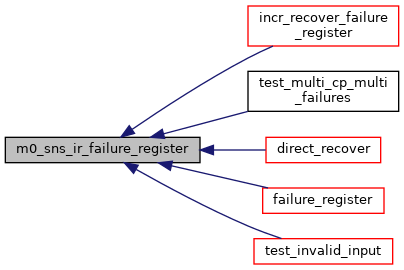 incr_recover_failure
_register
test_multi_cp_multi
_failures
m0_sns_ir_failure_register
direct_recover
failure_register
test_invalid_input